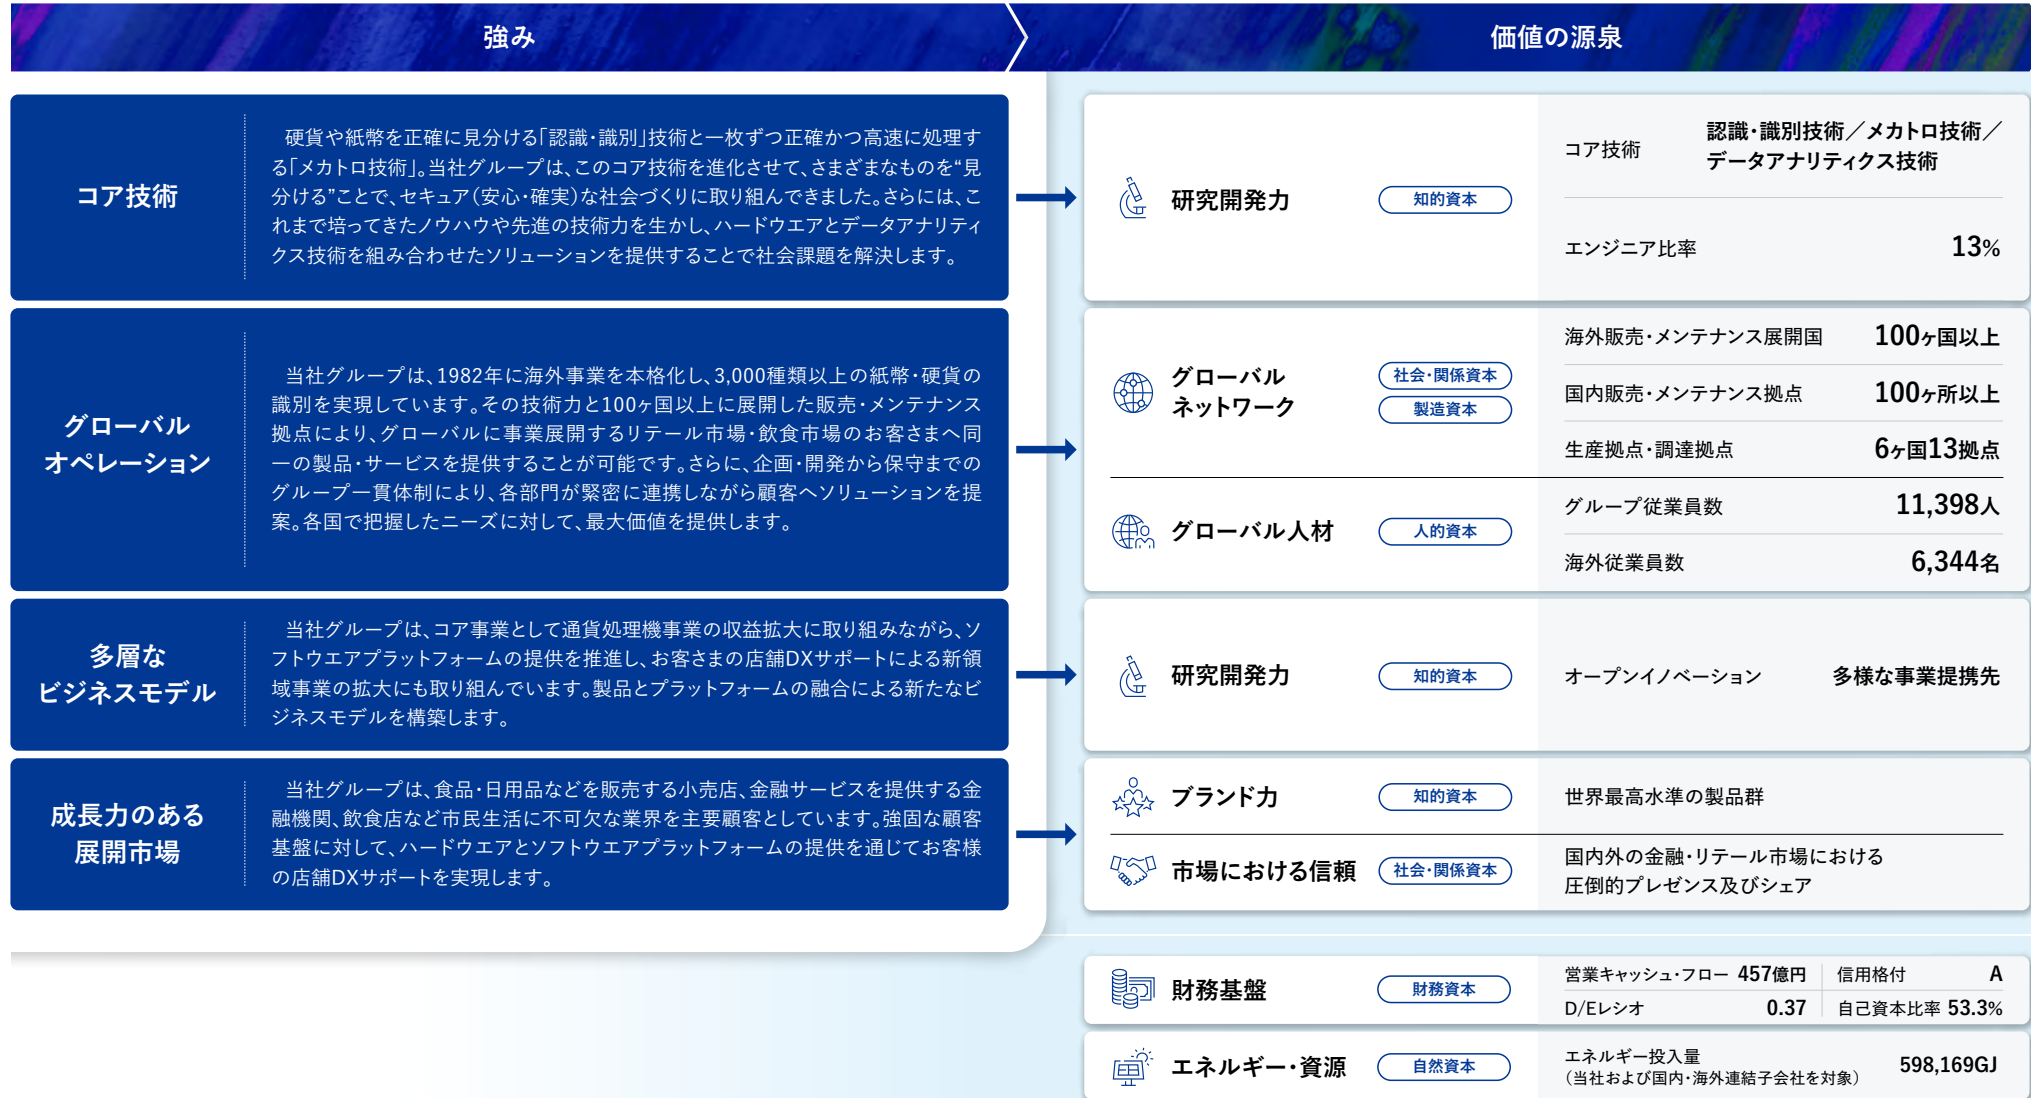 強み
価値の源泉
コア技術
硬貨や紙幣を正確に見分ける「認識・識別」技術と一枚ずつ正確かつ高速に処理す
る「メカトロ技術」。当社グループは、このコア技術を進化させて、さまざまなものを“見
分ける”ことで、セキュア（安心・確実）な社会づくりに取り組んできました。さらには、こ
れまで培ってきたノウハウや先進の技術力を生かし、ハードウエアとデータアナリティ
クス技術を組み合わせたソリューションを提供することで社会課題を解決します。
研究開発力
知的資本
コア技術
認識・識別技術／メカトロ技術／
データアナリティクス技術
エンジニア比率
13%
グローバル
オペレーション
当社グループは、1982年に海外事業を本格化し、3,000種類以上の紙幣・硬貨の
識別を実現しています。その技術力と100ヶ国以上に展開した販売・メンテナンス
拠点により、グローバルに事業展開するリテール市場・飲食市場のお客さまへ同
一の製品・サービスを提供することが可能です。さらに、企画・開発から保守までの
グループ一貫体制により、各部門が緊密に連携しながら顧客へソリューションを提
案。各国で把握したニーズに対して、最大価値を提供します。
グローバル
ネットワーク
社会・関係資本
製造資本
海外販売・メンテナンス展開国 100ヶ国以上
国内販売・メンテナンス拠点 100ヶ所以上
生産拠点・調達拠点 6ヶ国13拠点
グローバル人材
人的資本
グループ従業員数 11,398人
海外従業員数 6,344名
多層な
ビジネスモデル
当社グループは、コア事業として通貨処理機事業の収益拡大に取り組みながら、ソ
フトウエアプラットフォームの提供を推進し、お客さまの店舗DXサポートによる新領
域事業の拡大にも取り組んでいます。製品とプラットフォームの融合による新たなビ
ジネスモデルを構築します。
研究開発力
知的資本
オープンイノベーション 多様な事業提携先
成長力のある
展開市場
当社グループは、食品・日用品などを販売する小売店、金融サービスを提供する金
融機関、飲食店など市民生活に不可欠な業界を主要顧客としています。強固な顧客
基盤に対して、ハードウエアとソフトウエアプラットフォームの提供を通じてお客様
の店舗DXサポートを実現します。
ブランド力
知的資本
世界最高水準の製品群
市場における信頼
社会・関係資本
国内外の金融・リテール市場における
圧倒的プレゼンス及びシェア
財務基盤
財務資本
営業キャッシュ・フロー 457億円 信用格付 A
D/Eレシオ 0.37 自己資本比率 53.3%
エネルギー・資源
自然資本
エネルギー投入量
（当社および国内・海外連結子会社を対象）
598,169GJ